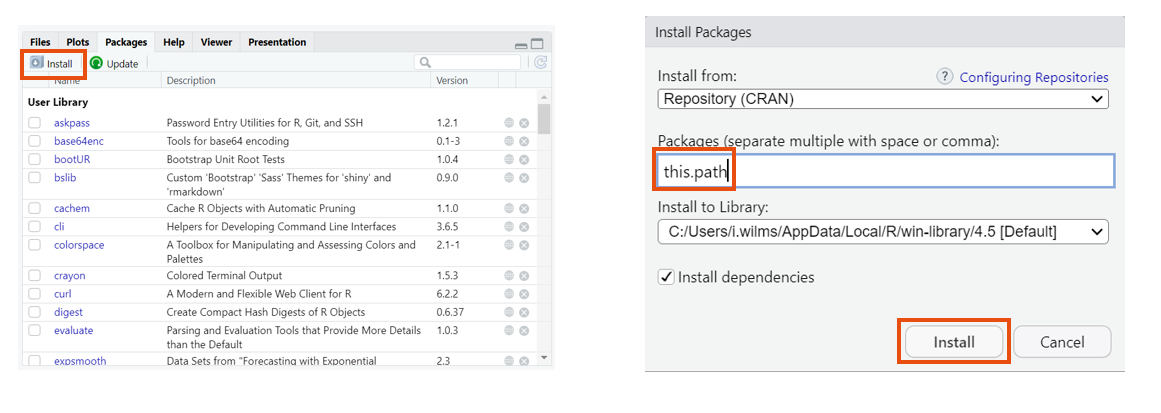 Files Plots Packages Help Viewer Presentation
Install Update
Name Description Version
User Library
askpass Password Entry Utilities for R, Git, and SSH 1.2.1
base64enc Tools for base64 encoding 0.1-3
bootUR Bootstrap Unit Root Tests 1.0.4
bslib Custom 'Bootstrap' 'Sass' Themes for 'shiny' and 0.9.0
'rmarkdown'
cachem Cache R Objects with Automatic Pruning 1.1.0
cli Helpers for Developing Command Line Interfaces 3.6.5
colorspace A Toolbox for Manipulating and Assessing Colors and 2.1-1
Palettes
crayon Colored Terminal Output 1.5.3
curl A Modern and Flexible Web Client for R 6.2.2
digest Create Compact Hash Digests of R Objects 0.6.37
evaluate Parsing and Evaluation Tools that Provide More Details 1.0.3
than the Default
expsmooth Data Sets from "Forecasting with Exponential 2.3
Install Packages
Install from: ? Configuring Repositories
Repository (CRAN)
Packages (separate multiple with space or comma):
this.path
Install to Library:
C:/Users/i.wilms/AppData/Local/R/win-library/4.5 [Default]
Install dependencies
Install Cancel